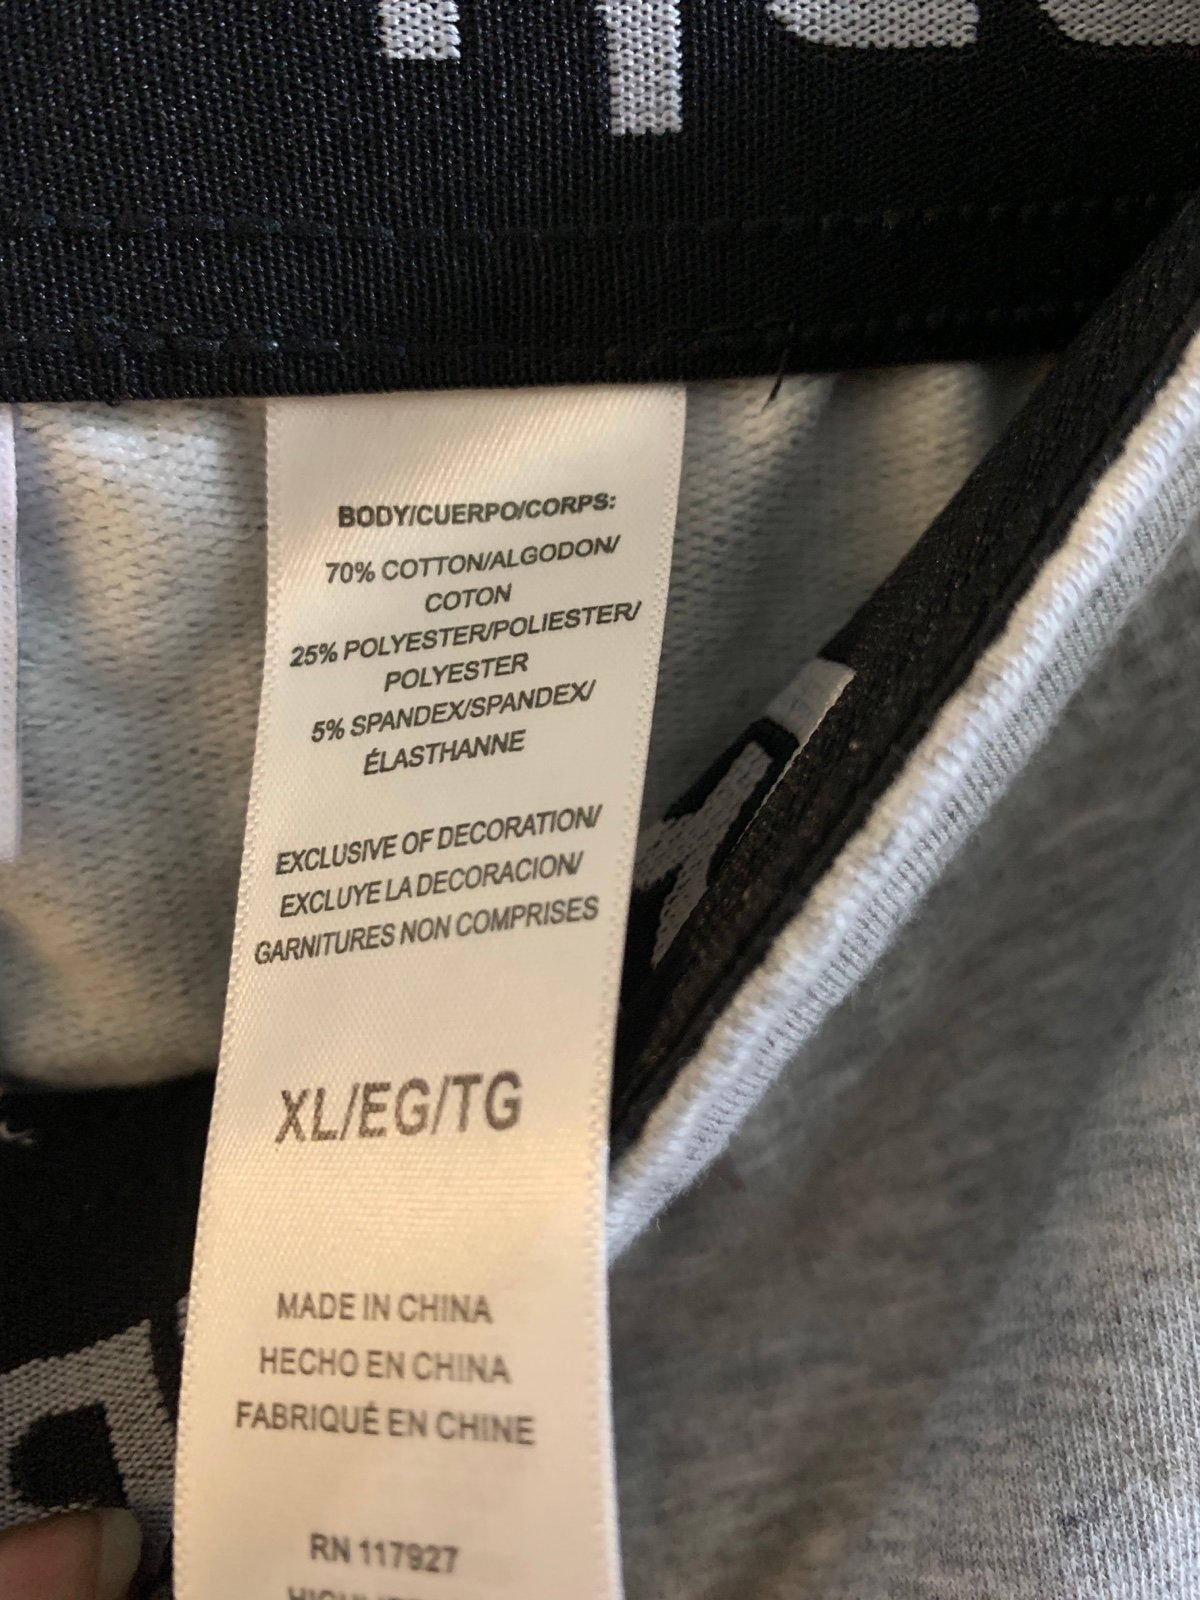 BODY/CUERPO/CORPS:
70% COTTON/ALGODON/
COTON
25% POLYESTER/POLIESTER/
POLYESTER
5% SPANDEX/SPANDEX/
ÉLASTHANNE
EXCLUSIVE OF DECORATION/
EXCLUYE LA DECORACION/
GARNITURES NON COMPRISES
XL/EG/TG
MADE IN CHINA
HECHO EN CHINA
FABRIQUÉ EN CHINE
RN 117927